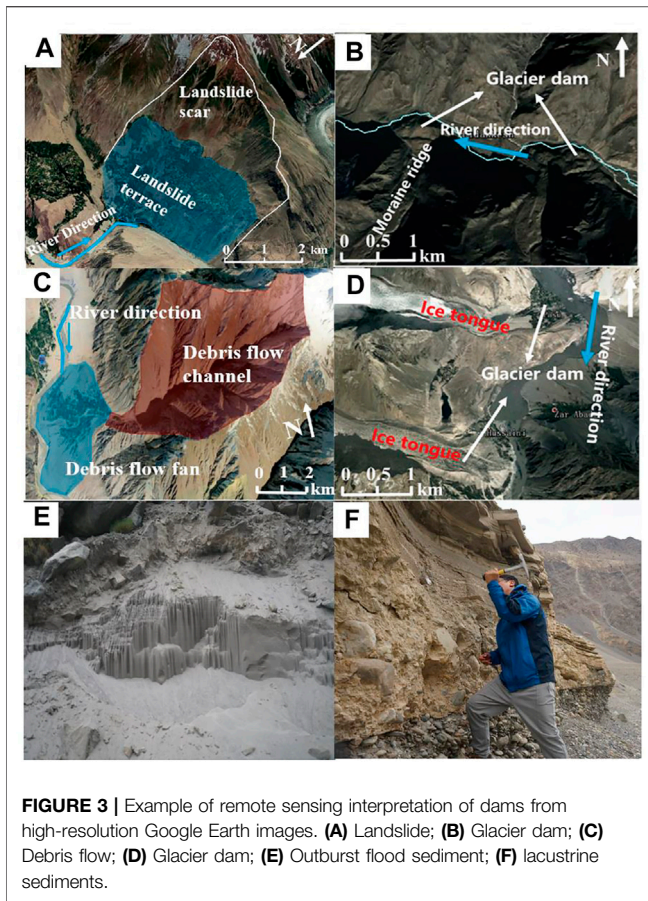 A
N
Landslide
scar
Landslide
terrace
River Direction
0 1 2
km
B
N
Glacier dam
River direction
Moraine ridge
0 0.5 1
km
C
River direction
Debris flow
channel
Debris flow fan
N
0 1 2
km
D
N
Ice tongue
River direction
Glacier dam
Zar Aba
Hussaini
Ice tongue
0 0.5 1
km
E
F
FIGURE 3 | Example of remote sensing interpretation of dams from
high-resolution Google Earth images. (A) Landslide; (B) Glacier dam; (C)
Debris flow; (D) Glacier dam; (E) Outburst flood sediment; (F) lacustrine
sediments.